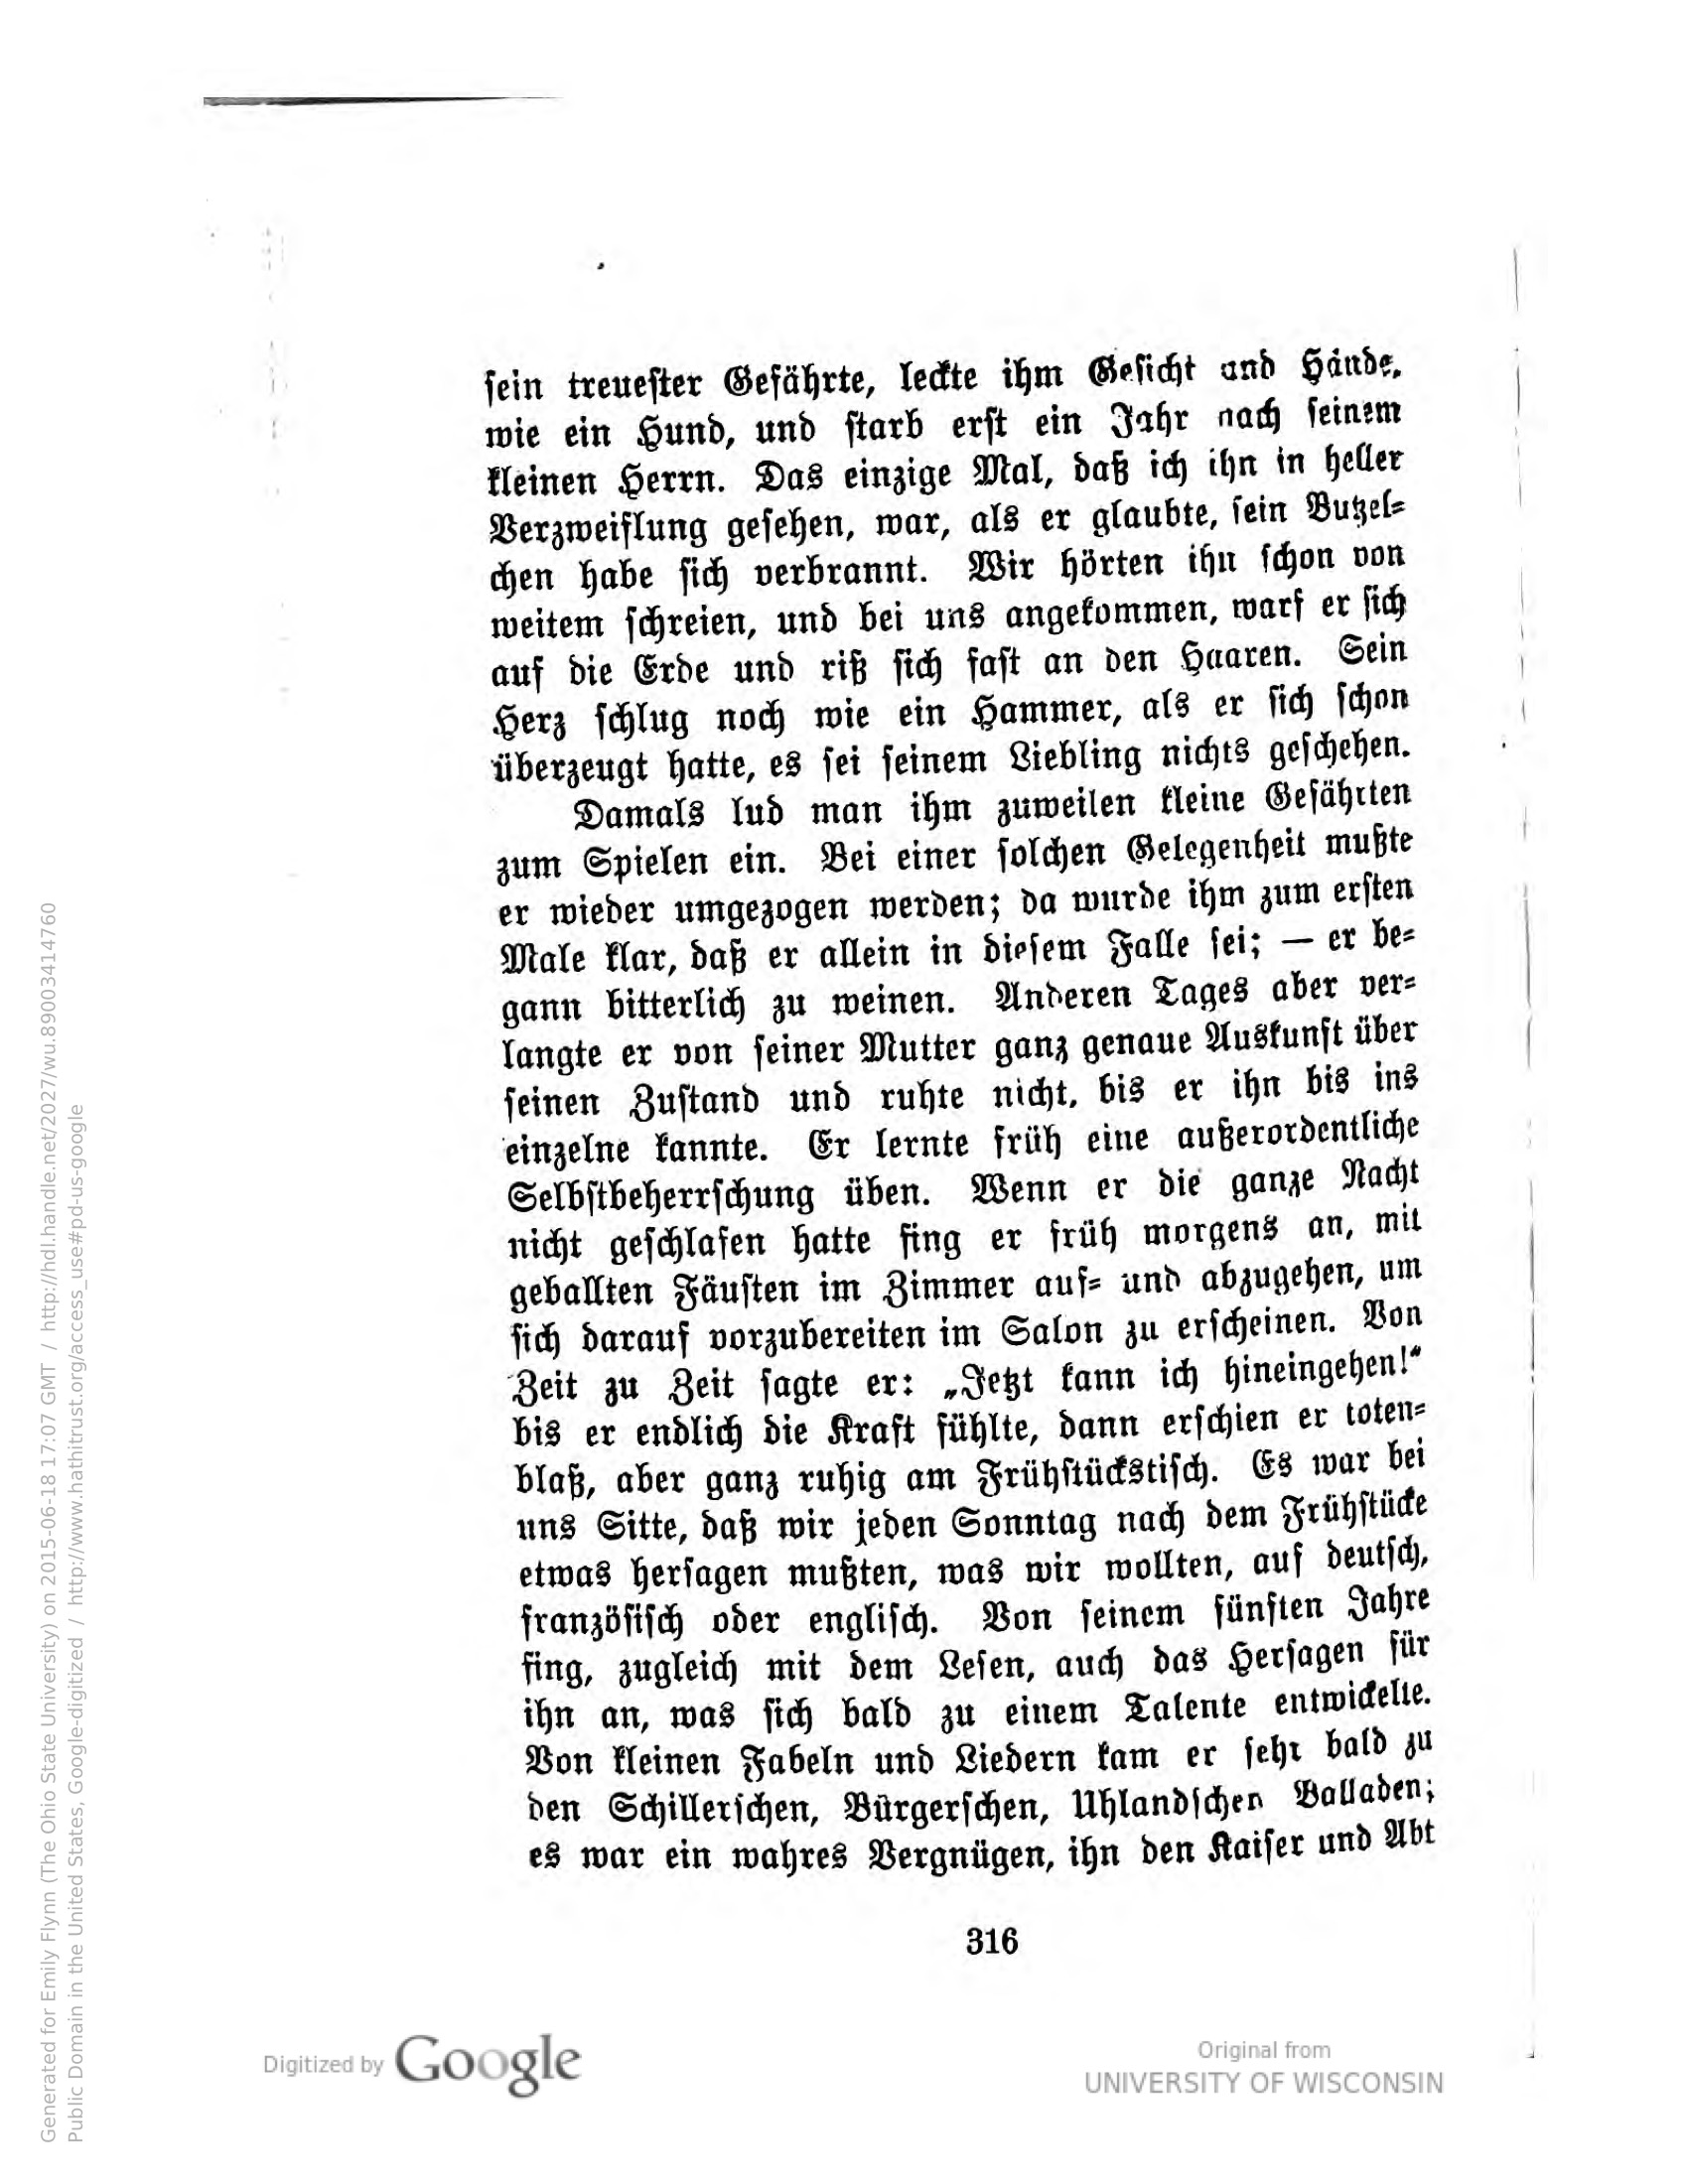 sein treuester Gefährte, leckte ihm Gesicht und Hände,
wie ein Hund, und starb erst ein Jahr nach seinem
kleinen Herrn. Das einzige Mal, daß ich ihn in heller
Verzweiflung gesehen, war, als er glaubte, sein Butzel-
chen habe sich verbrannt. Wir hörten ihn schon von
weitem schreien, und bei uns angekommen, warf er sich
auf die Erde und riß sich fast an den Haaren. Sein
Herz schlug noch wie ein Hammer, als er sich schon
überzeugt hatte, es sei seinem Liebling nichts geschehen.
Damals lud man ihm zuweilen kleine Gefährten
zum Spielen ein. Bei einer solchen Gelegenheit mußte
er wieder umgezogen werden; da wurde ihm zum ersten
Male klar, daß er allein in diesem Falle sei; — er be-
gann bitterlich zu weinen. Anderen Tages aber ver-
langte er von seiner Mutter ganz genaue Auskunft über
seinen Zustand und ruhte nicht, bis er ihn bis ins
einzelne kannte. Er lernte früh eine außerordentliche
Selbstbeherrschung üben. Wenn er die ganze Nacht
nicht geschlafen hatte fing er früh morgens an, mit
geballten Fäusten im Zimmer auf- und abzugehen, um
sich darauf vorzubereiten im Salon zu erscheinen. Von
Zeit zu Zeit sagte er: „Jetzt kann ich hineingehen!“
bis er endlich die Kraft fühlte, dann erschien er toten-
blaß, aber ganz ruhig am Frühstückstisch. Es war bei
uns Sitte, daß wir jeden Sonntag nach dem Frühstücke
etwas hersagen mußten, was wir wollten, auf deutsch,
französisch oder englisch. Von seinem fünften Jahre
fing, zugleich mit dem Lesen, auch das Hersagen für
ihn an, was sich bald zu einem Talente entwickelte.
Von kleinen Fabeln und Liedern kam er sehr bald zu
den Schillerschen, Bürgerschen, Uhlandschen Balladen;
es war ein wahres Vergnügen, ihn den Kaiser und Abt
316
Digitized by Google
Original from
UNIVERSITY OF WISCONSIN
Generated for Emily Flynn (The Ohio State University) on 2015-06-18 17:07 GMT / http://hdl.handle.net/2027/wu.89003414760
Public Domain in the United States, Google-digitized / http://www.hathitrust.org/access_use#pd-us-google